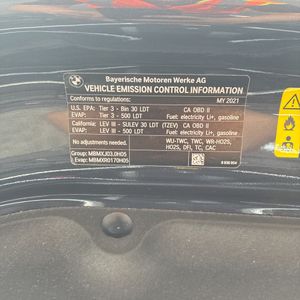 Bayerische Motoren Werke AG
VEHICLE EMISSION CONTROL INFORMATION
Conforms to regulations: MY 2021
U.S. EPA: Tier 3 - Bin 30 LDT CA OBD II
EVAP: Tier 3 - 500 LDT Fuel: electricity Li+, gasoline
California: LEV III - SULEV 30 LDT (TZEV) CA OBD II
EVAP: LEV III - 500 LDT Fuel: electricity Li+, gasoline
No adjustments needed. WU-TWC, TWC, WR-HO2S,
Group: MBMXJ03.0H05 HO2S, DFI, TC, CAC
Evap: MBMXR0170H05